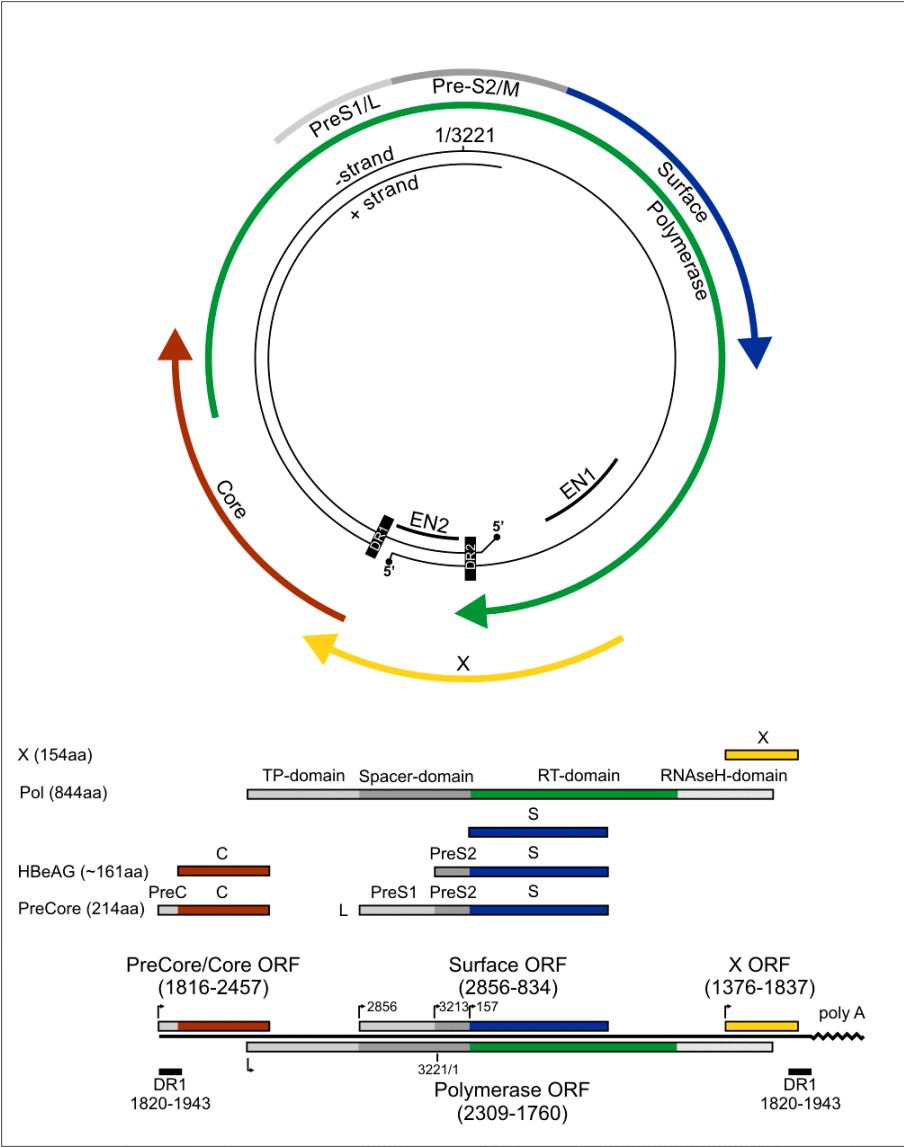 Pre-S2/M
PreS1/L
1/3221
-strand
+ strand
Surface
Polymerase
Core
EN1
EN2
DR1
DR2
5'
5'
X
X
X (154aa)
TP-domain Spacer-domain RT-domain RNAseH-domain
Pol (844aa)
S
C PreS2 S
HBeAG (~161aa)
PreC C PreS1 PreS2 S
PreCore (214aa) L
PreCore/Core ORF Surface ORF X ORF
(1816-2457) (2856-834) (1376-1837)
2856 3213 157 poly A
3221/1
DR1 Polymerase ORF DR1
1820-1943 (2309-1760) 1820-1943